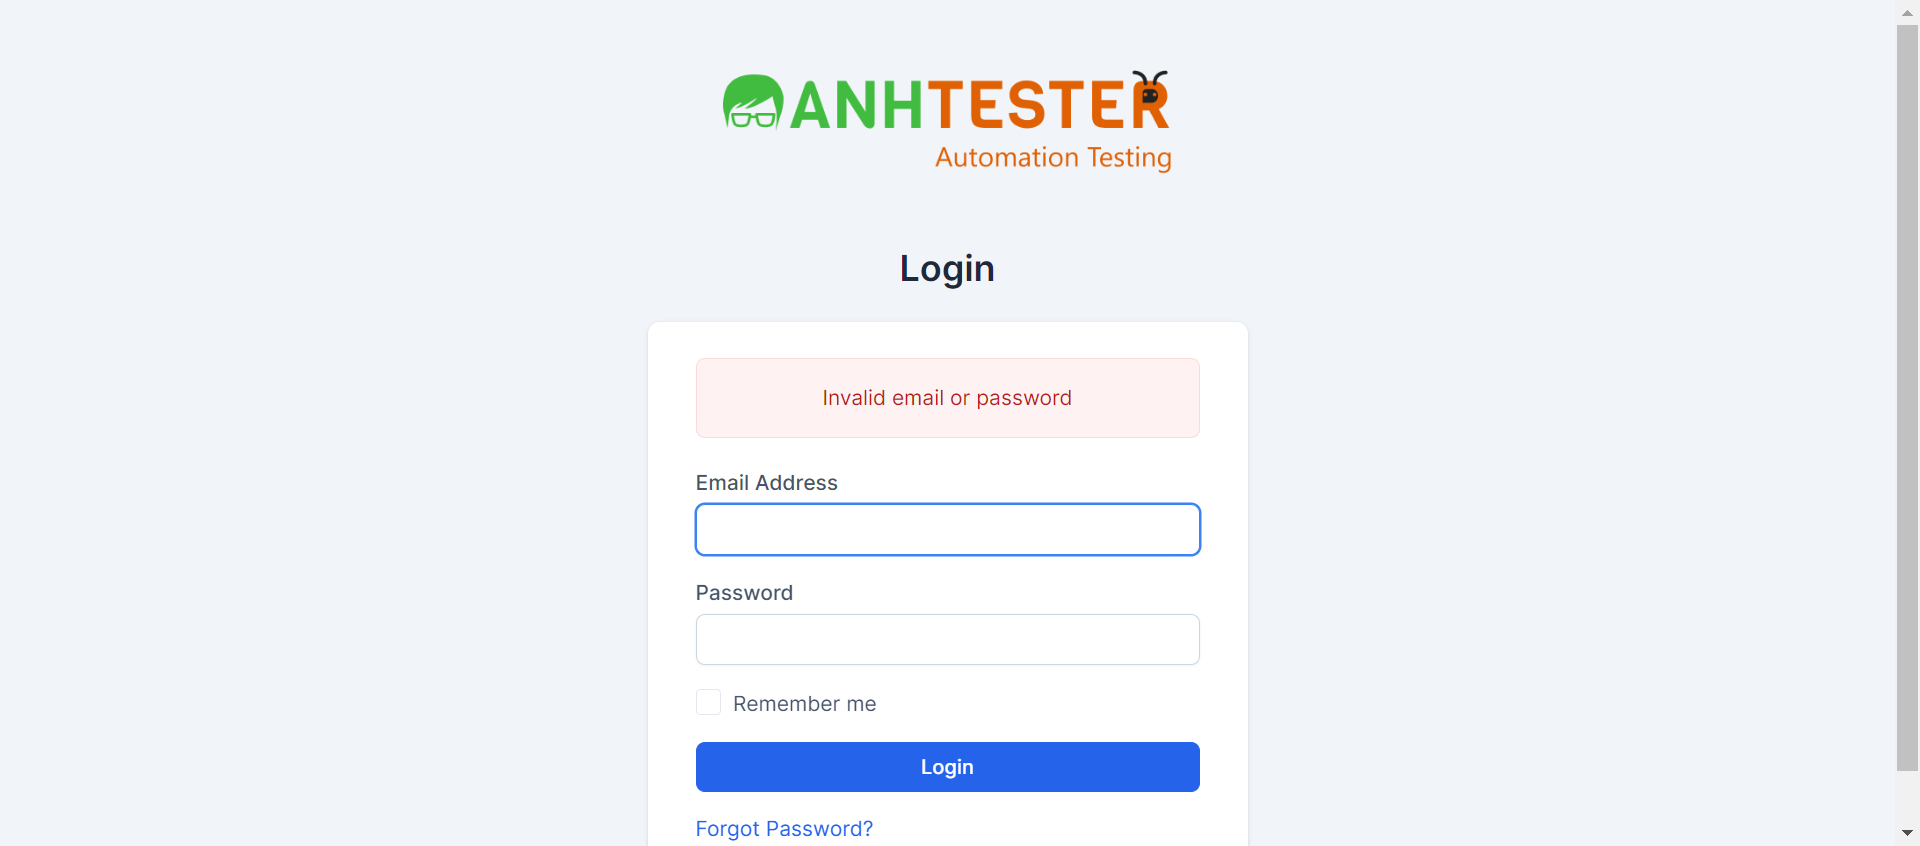 ANHTESTER
Automation Testing
Login
Invalid email or password
Email Address
Password
Remember me
Login
Forgot Password?